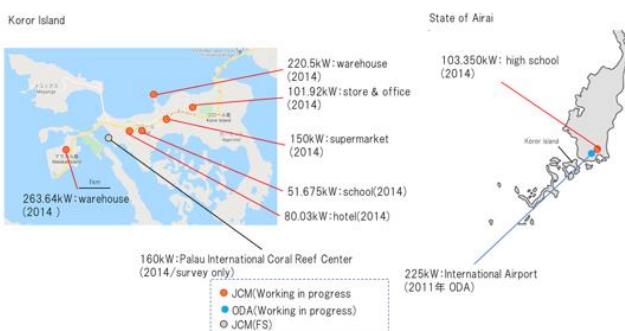 Koror Island
State of Airai
220.5kW：warehouse
(2014)
101.92kW：store & office
(2014)
150kW：supermarket
(2014)
51.675kW：school(2014)
80.03kW：hotel(2014)
263.64kW：warehouse
(2014 )
1km
160kW：Palau International Coral Reef Center
(2014/survey only)
103.350kW： high school
(2014)
Koror Island
225kW：International Airport
(2011年 ODA)
JCM(Working in progress
ODA(Working in progress)
JCM(FS)